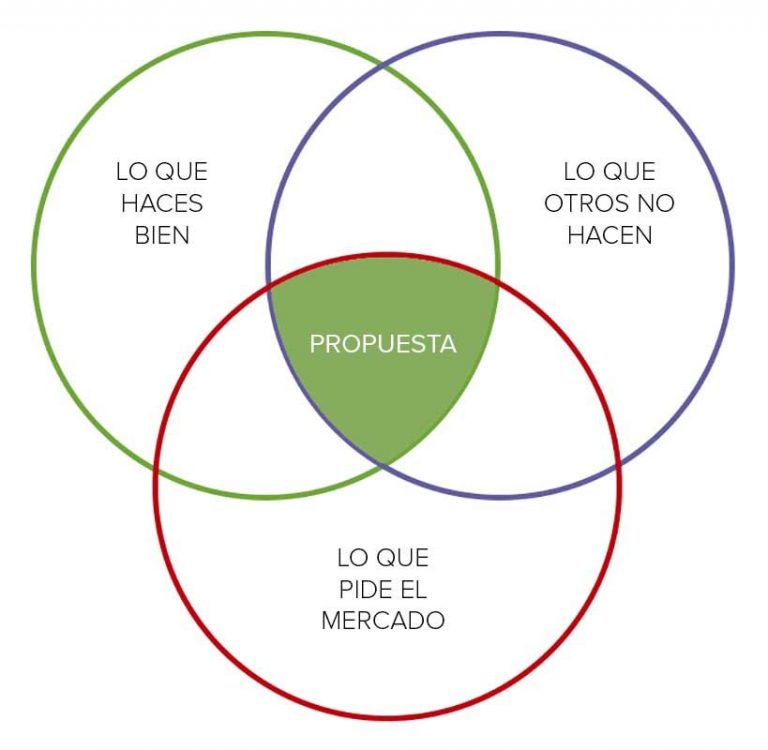 LO QUE
HACES
BIEN
LO QUE
OTROS NO
HACEN
PROPUESTA
LO QUE
PIDE EL
MERCADO